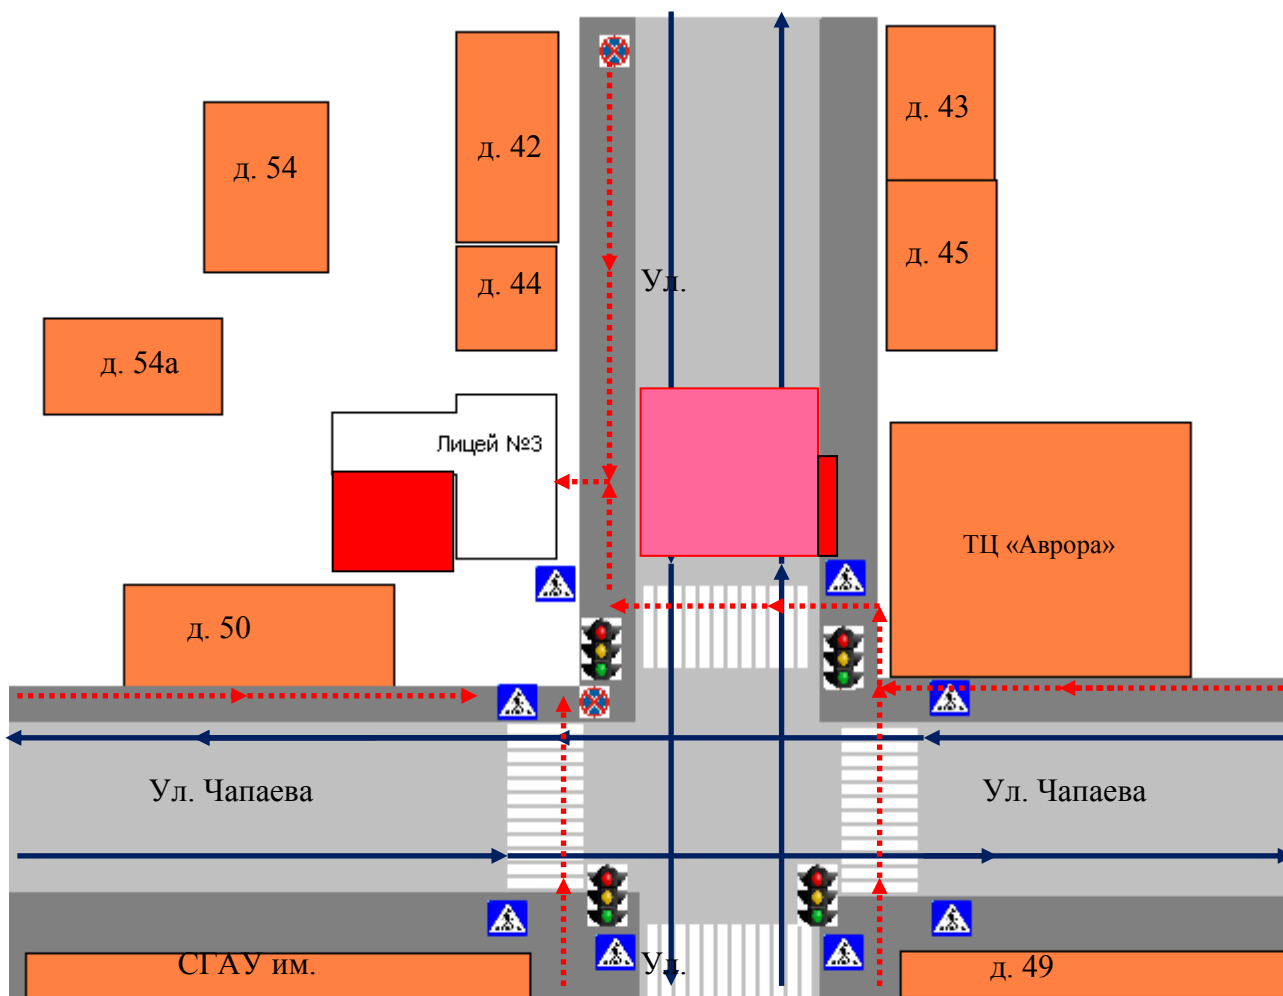 д. 43
д. 42
д. 54
д. 45
Ул.
д. 44
д. 54а
Лицей №3
ТЦ «Аврора»
д. 50
Ул. Чапаева
Ул. Чапаева
СГАУ им.
Ул.
д. 49